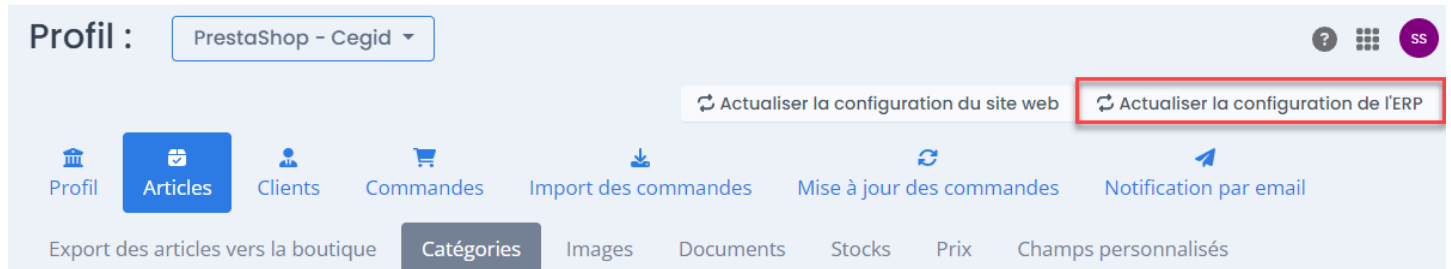 Profil :
PrestaShop - Cegid
SS
Actualiser la configuration du site web
Actualiser la configuration de l'ERP
Profil
Articles
Clients
Commandes
Import des commandes
Mise à jour des commandes
Notification par email
Export des articles vers la boutique
Catégories
Images
Documents
Stocks
Prix
Champs personnalisés